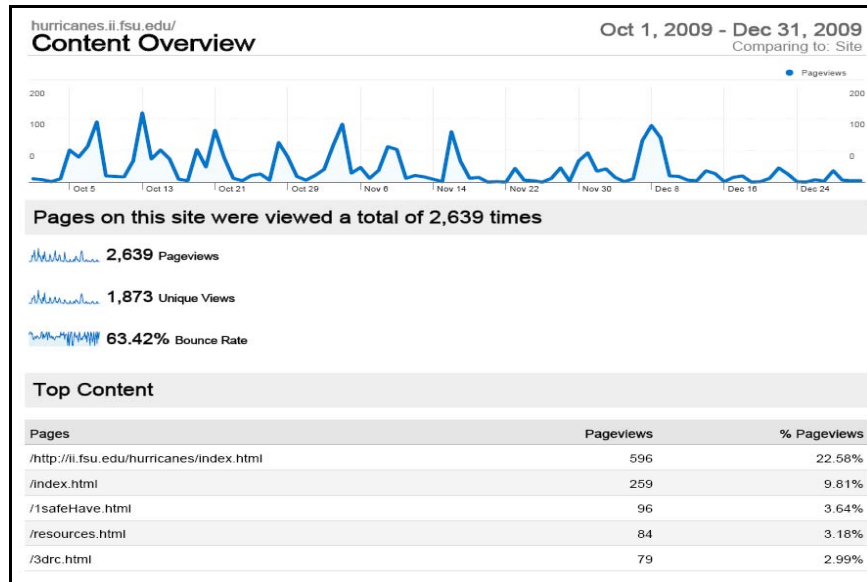 hurricanes.ii.fsu.edu/
Content Overview
Oct 1, 2009 - Dec 31, 2009
Comparing to: Site
Pageviews
200 200
100 100
0 0
Oct 5 Oct 13 Oct 21 Oct 29 Nov 6 Nov 14 Nov 22 Nov 30 Dec 8 Dec 16 Dec 24
Pages on this site were viewed a total of 2,639 times
2,639 Pageviews
1,873 Unique Views
63.42% Bounce Rate
Top Content
Pages Pageviews % Pageviews
/http://ii.fsu.edu/hurricanes/index.html 596 22.58%
/index.html 259 9.81%
/1safeHave.html 96 3.64%
/resources.html 84 3.18%
/3drc.html 79 2.99%